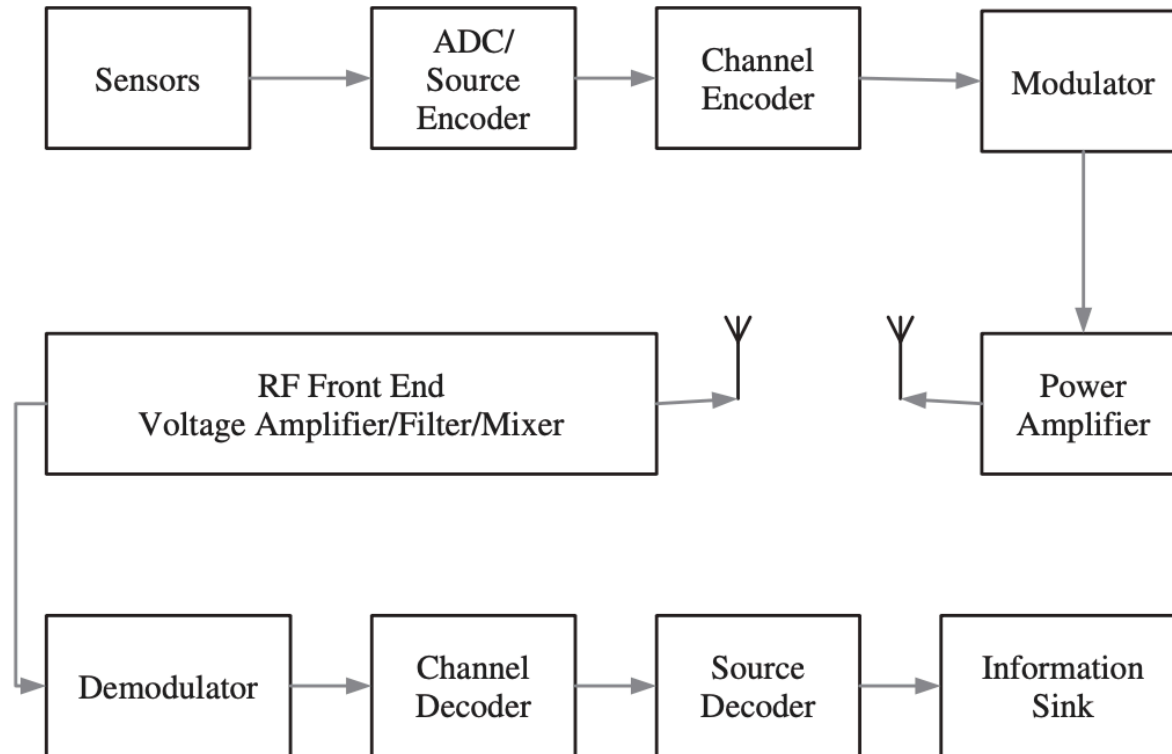 Sensors
ADC/
Source
Encoder
Channel
Encoder
Modulator
RF Front End
Voltage Amplifier/Filter/Mixer
Power
Amplifier
Demodulator
Channel
Decoder
Source
Decoder
Information
Sink